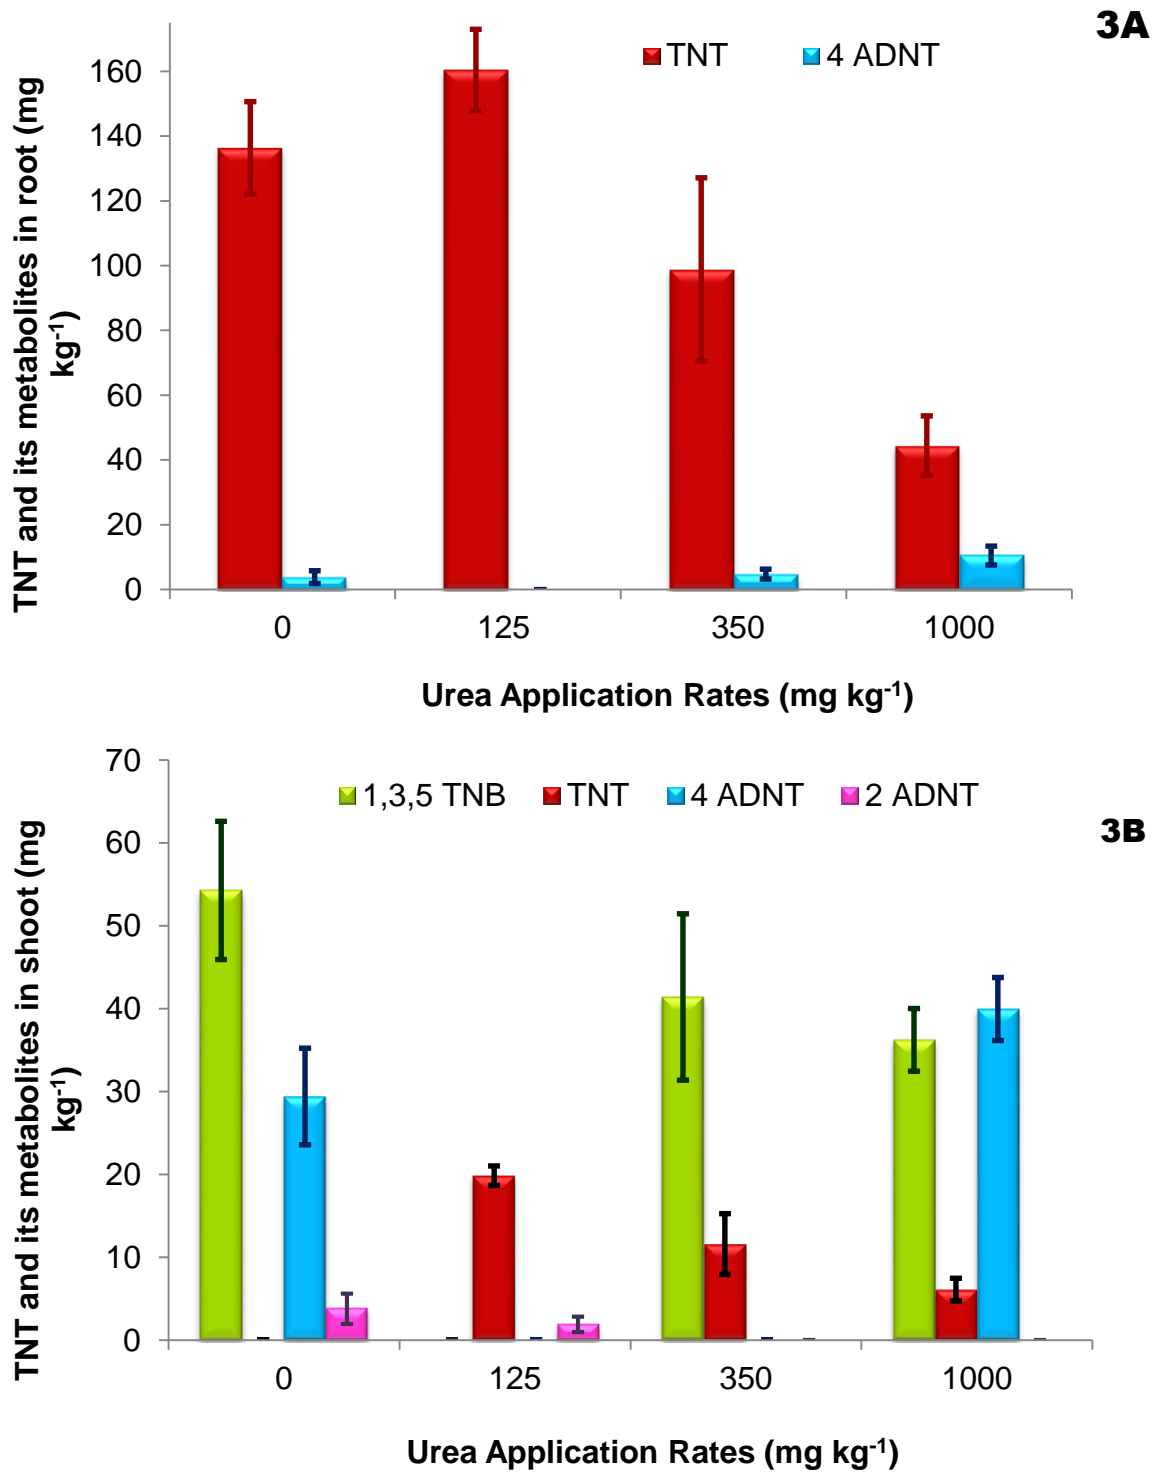 3A
TNT 4 ADNT
TNT and its metabolites in root (mg
kg-1)
160
140
120
100
80
60
40
20
0
0 125 350 1000
Urea Application Rates (mg kg-1)
3B
1,3,5 TNB TNT 4 ADNT 2 ADNT
TNT and its metabolites in shoot (mg
kg-1)
70
60
50
40
30
20
10
0
0 125 350 1000
Urea Application Rates (mg kg-1)